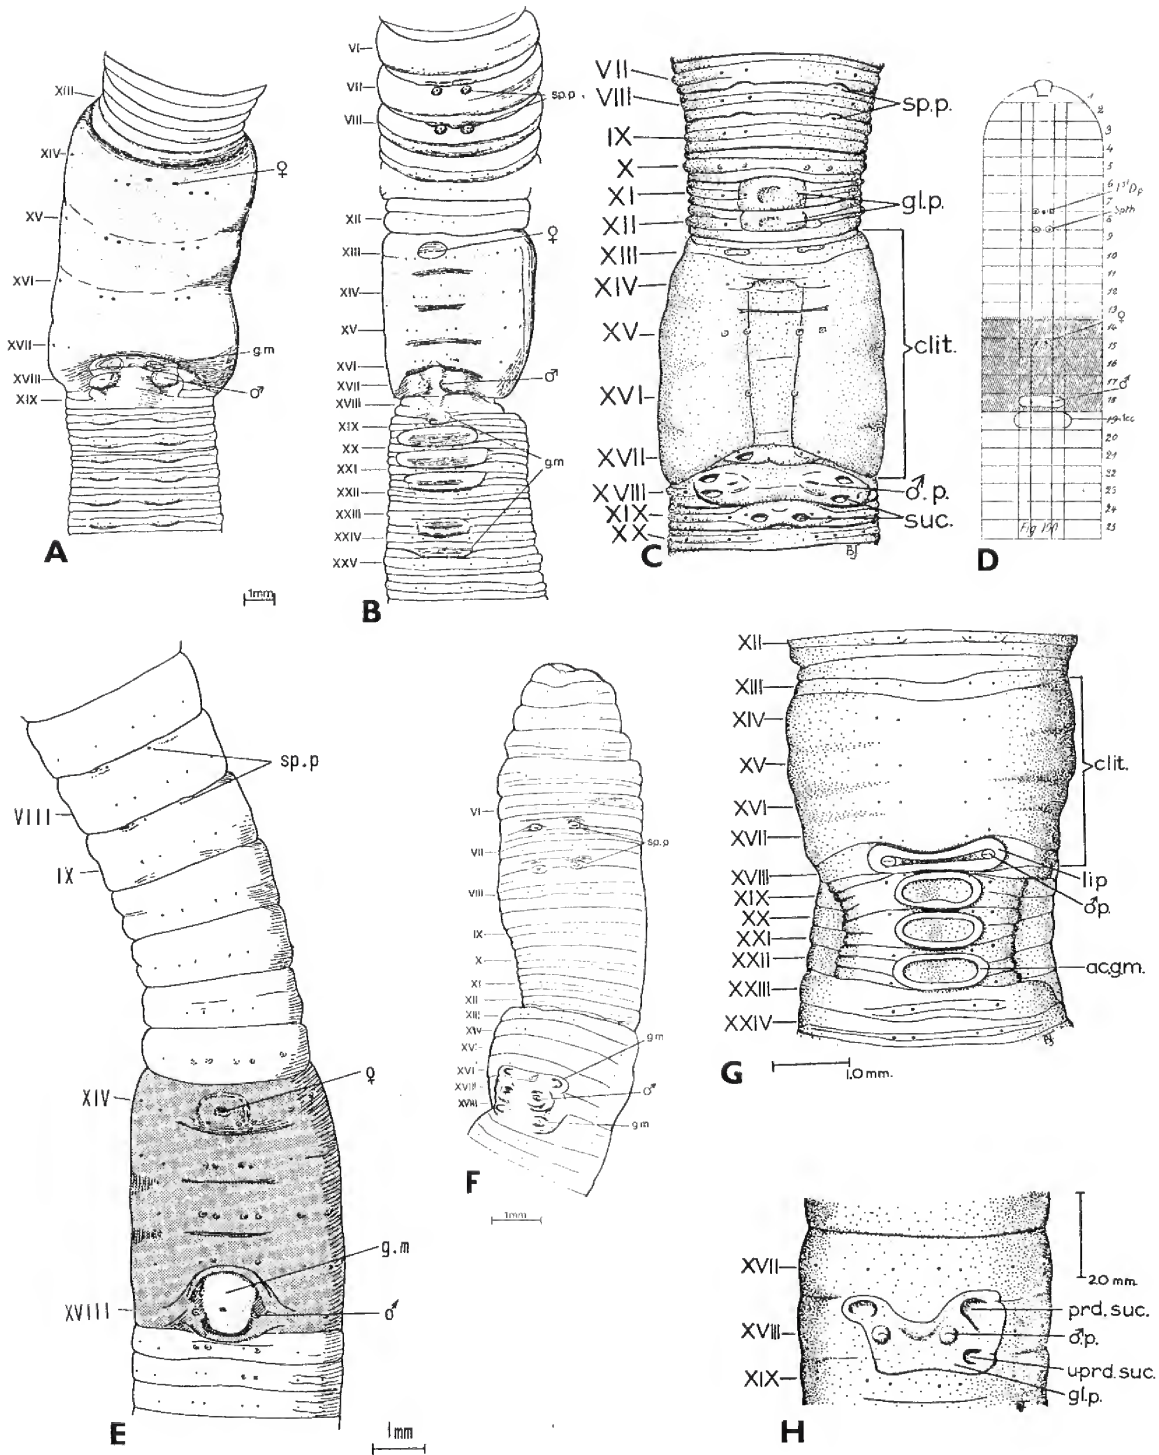 XIII
XIV
♀
XV
XVI
XVII
g.m
XVIII
♂
XIX
A
1mm
VI
VII
sp.p.
VIII
XII
♀
XIII
XIV
XV
XVI
XVII
♂
XVIII
XIX
XX
g.m
XXI
XXII
XXIII
XXIV
XXV
B
VII
VIII
sp.p.
IX
X
XI
gl.p.
XII
XIII
XIV
XV
clit.
XVI
XVII
♂.p.
XVIII
suc.
XIX
XX
BJ
C
1
2
3
4
5
6
7
8
Spth
9
10
11
12
13
♀
14
15
16
17
♂
18
19
20
21
22
23
24
25
D
sp.p
VIII
IX
♀
XIV
g.m
XVIII
♂
E
1mm
VI
sp.p
VII
VIII
IX
X
XI
XII
XIII
XIV
g.m
XV
XVI
XVII
♂
XVIII
g.m
F
1mm
XII
XIII
XIV
XV
clit.
XVI
XVII
lip
XVIII
♂p.
XIX
XX
XXI
XXII
ac.g.m.
XXIII
XXIV
BJ
G
1.0 mm.
XVII
2.0 mm.
prd. suc.
XVIII
♂.p.
uprd. suc.
XIX
gl.p.
H